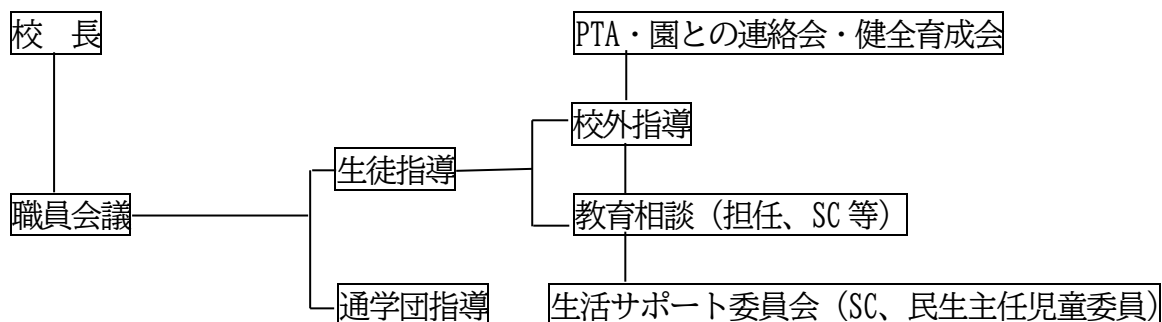 校　長
PTA・園との連絡会・健全育成会
校外指導
生徒指導
職員会議
教育相談（担任、SC 等）
通学団指導
生活サポート委員会（SC、民生主任児童委員）